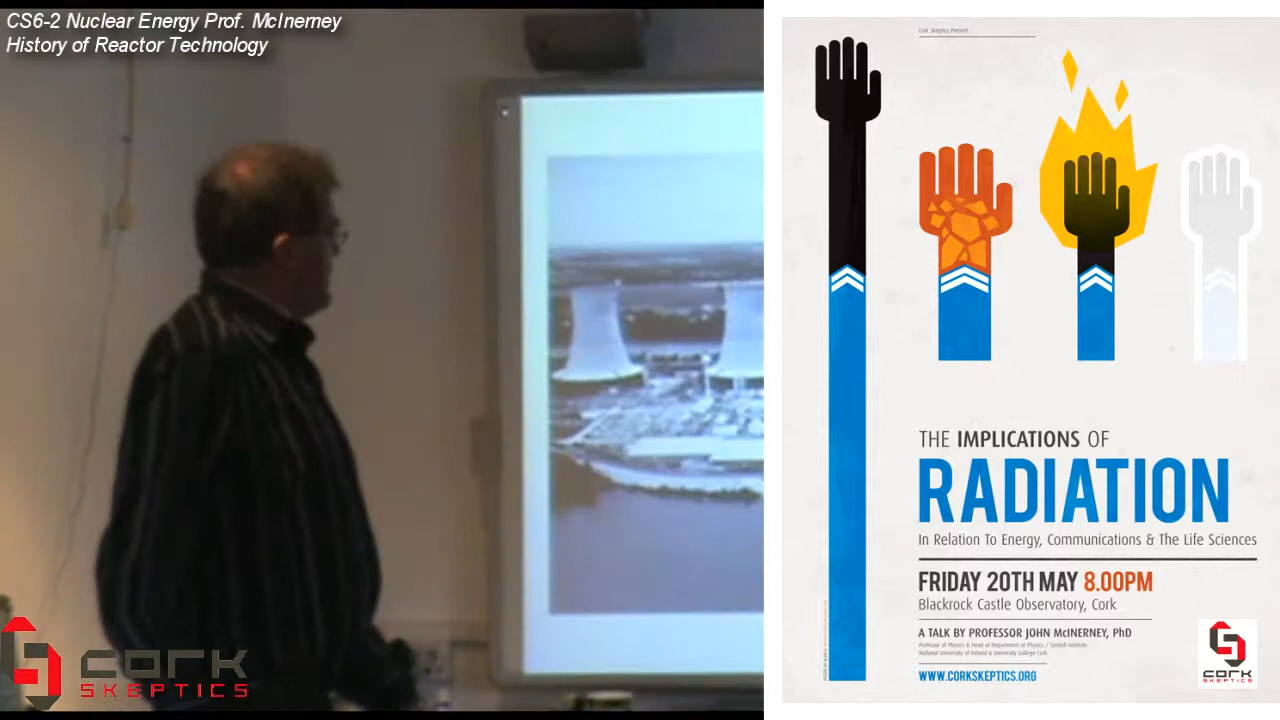 CS6-2 Nuclear Energy Prof. McInerney
History of Reactor Technology
CORK
SKEPTICS
Cork Skeptics Present
THE IMPLICATIONS OF
RADIATION
In Relation To Energy, Communications & The Life Sciences
FRIDAY 20TH MAY 8.00PM
Blackrock Castle Observatory, Cork
A TALK BY PROFESSOR JOHN McINERNEY, PhD
Professor of Physics & Head of Department of Physics / Tyndall Institute
National University of Ireland & University College Cork
WWW.CORKSKEPTICS.ORG
CORK
SKEPTICS